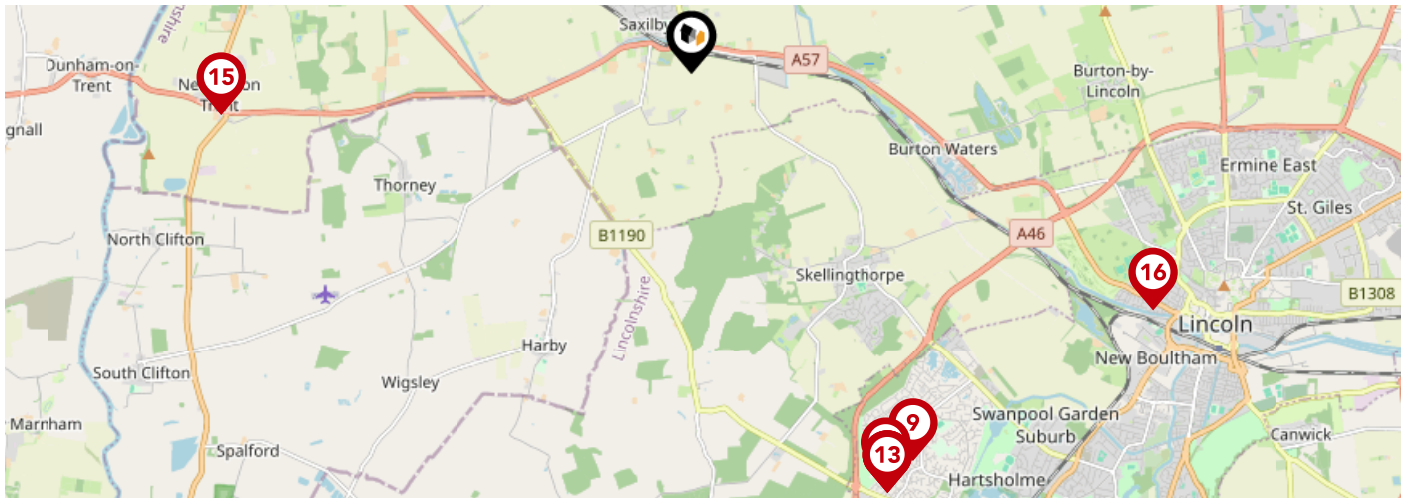 Saxilby
nshire
Dunham-on-
Trent
15
A57
Burton-by-
Lincoln
gnall
Burton Waters
Ermine East
Thorney
St. Giles
North Clifton
B1190
A46
Skellingthorpe
16
B1308
Lincolnshire
Lincoln
Harby
New Boultham
South Clifton
Wigsley
Swanpool Garden
Suburb
Marnham
9
Canwick
Spalford
13
Hartsholme